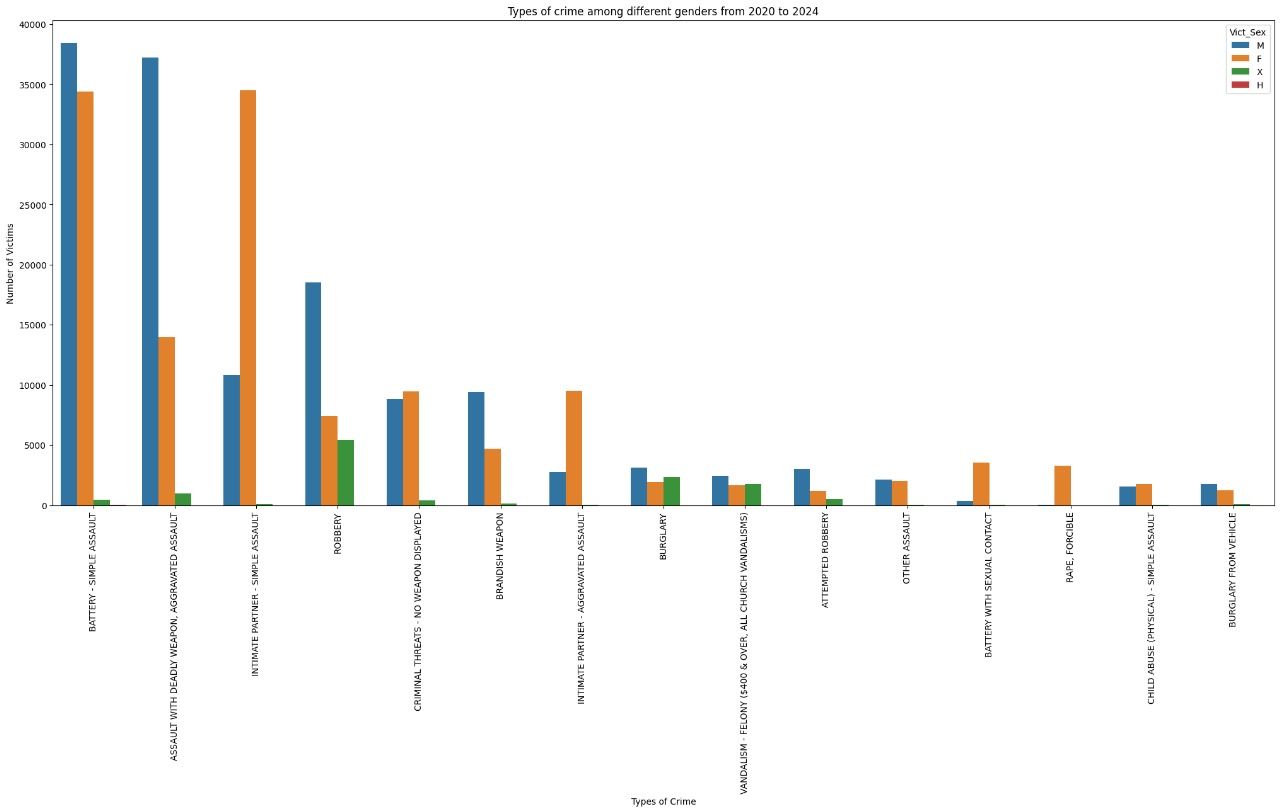 Types of crime among different genders from 2020 to 2024
Vict_Sex
M
F
X
H
40000
35000
30000
25000
20000
15000
10000
5000
0
Number of Victims
BATTERY - SIMPLE ASSAULT
ASSAULT WITH DEADLY WEAPON, AGGRAVATED ASSAULT
INTIMATE PARTNER - SIMPLE ASSAULT
ROBBERY
CRIMINAL THREATS - NO WEAPON DISPLAYED
BRANDISH WEAPON
INTIMATE PARTNER - AGGRAVATED ASSAULT
BURGLARY
VANDALISM - FELONY ($400 & OVER, ALL CHURCH VANDALISMS)
ATTEMPTED ROBBERY
OTHER ASSAULT
BATTERY WITH SEXUAL CONTACT
RAPE, FORCIBLE
CHILD ABUSE (PHYSICAL) - SIMPLE ASSAULT
BURGLARY FROM VEHICLE
Types of Crime